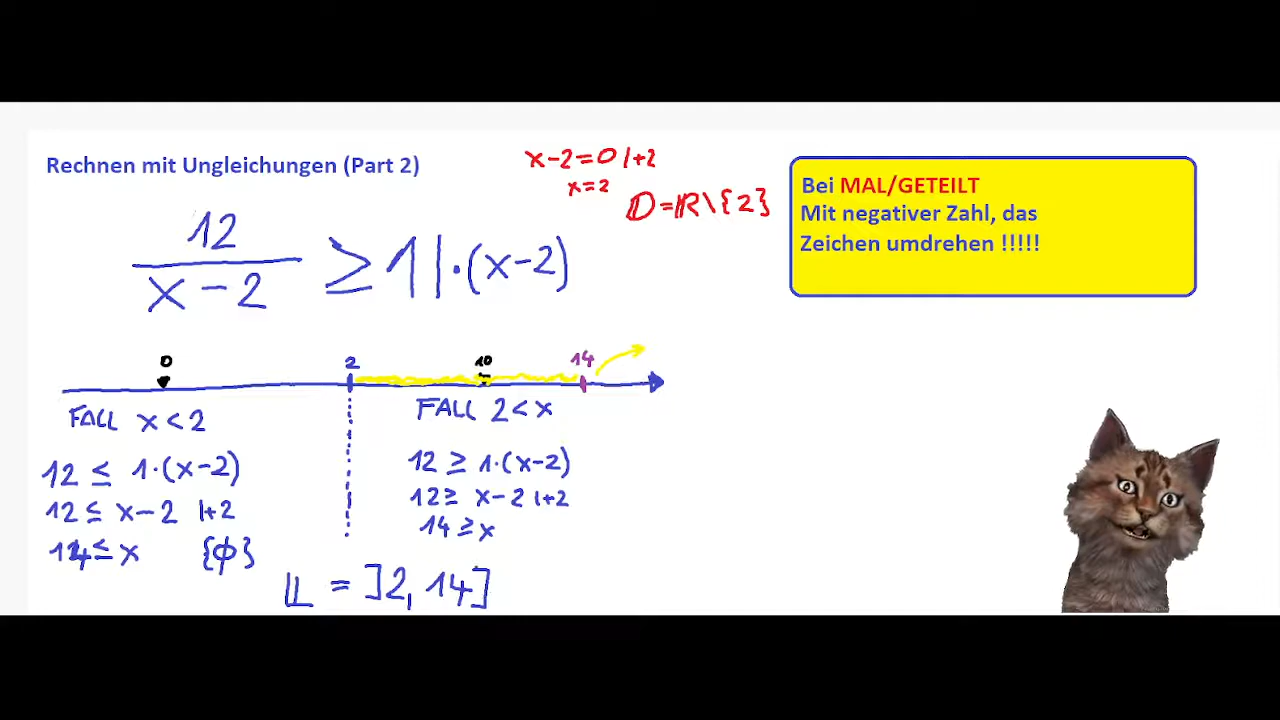 Rechnen mit Ungleichungen (Part 2)
x-2=0 |+2
x=2
D=ℝ\{2}
Bei MAL/GETEILT
Mit negativer Zahl, das
Zeichen umdrehen !!!!!
12
x-2
≥ 1 | · (x-2)
0
2
10
14
FALL x < 2
12 ≤ 1·(x-2)
12 ≤ x-2 |+2
14 ≤ x {φ}
FALL 2 < x
12 ≥ 1·(x-2)
12 ≥ x-2 |+2
14 ≥ x
𝕃 = ]2, 14]